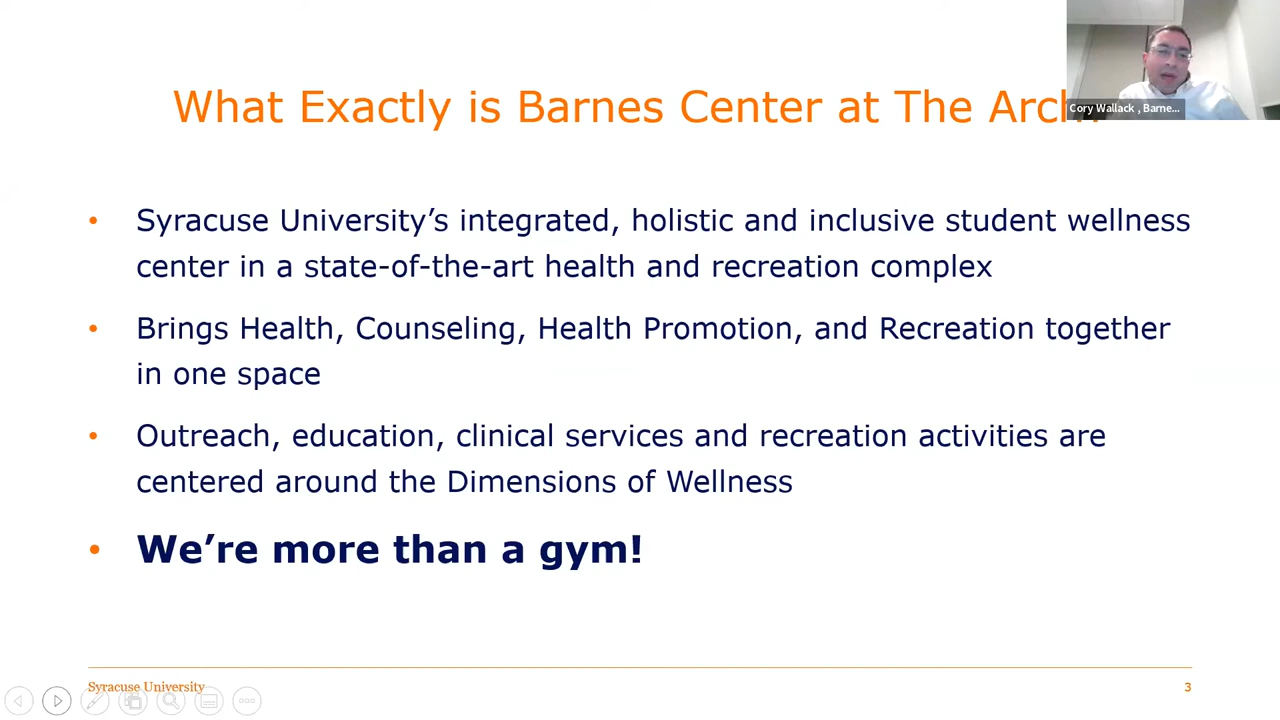 What Exactly is Barnes Center at The Arch
Cory Wallack , Barne...
• Syracuse University’s integrated, holistic and inclusive student wellness
center in a state-of-the-art health and recreation complex
• Brings Health, Counseling, Health Promotion, and Recreation together
in one space
• Outreach, education, clinical services and recreation activities are
centered around the Dimensions of Wellness
• We’re more than a gym!
Syracuse University
3